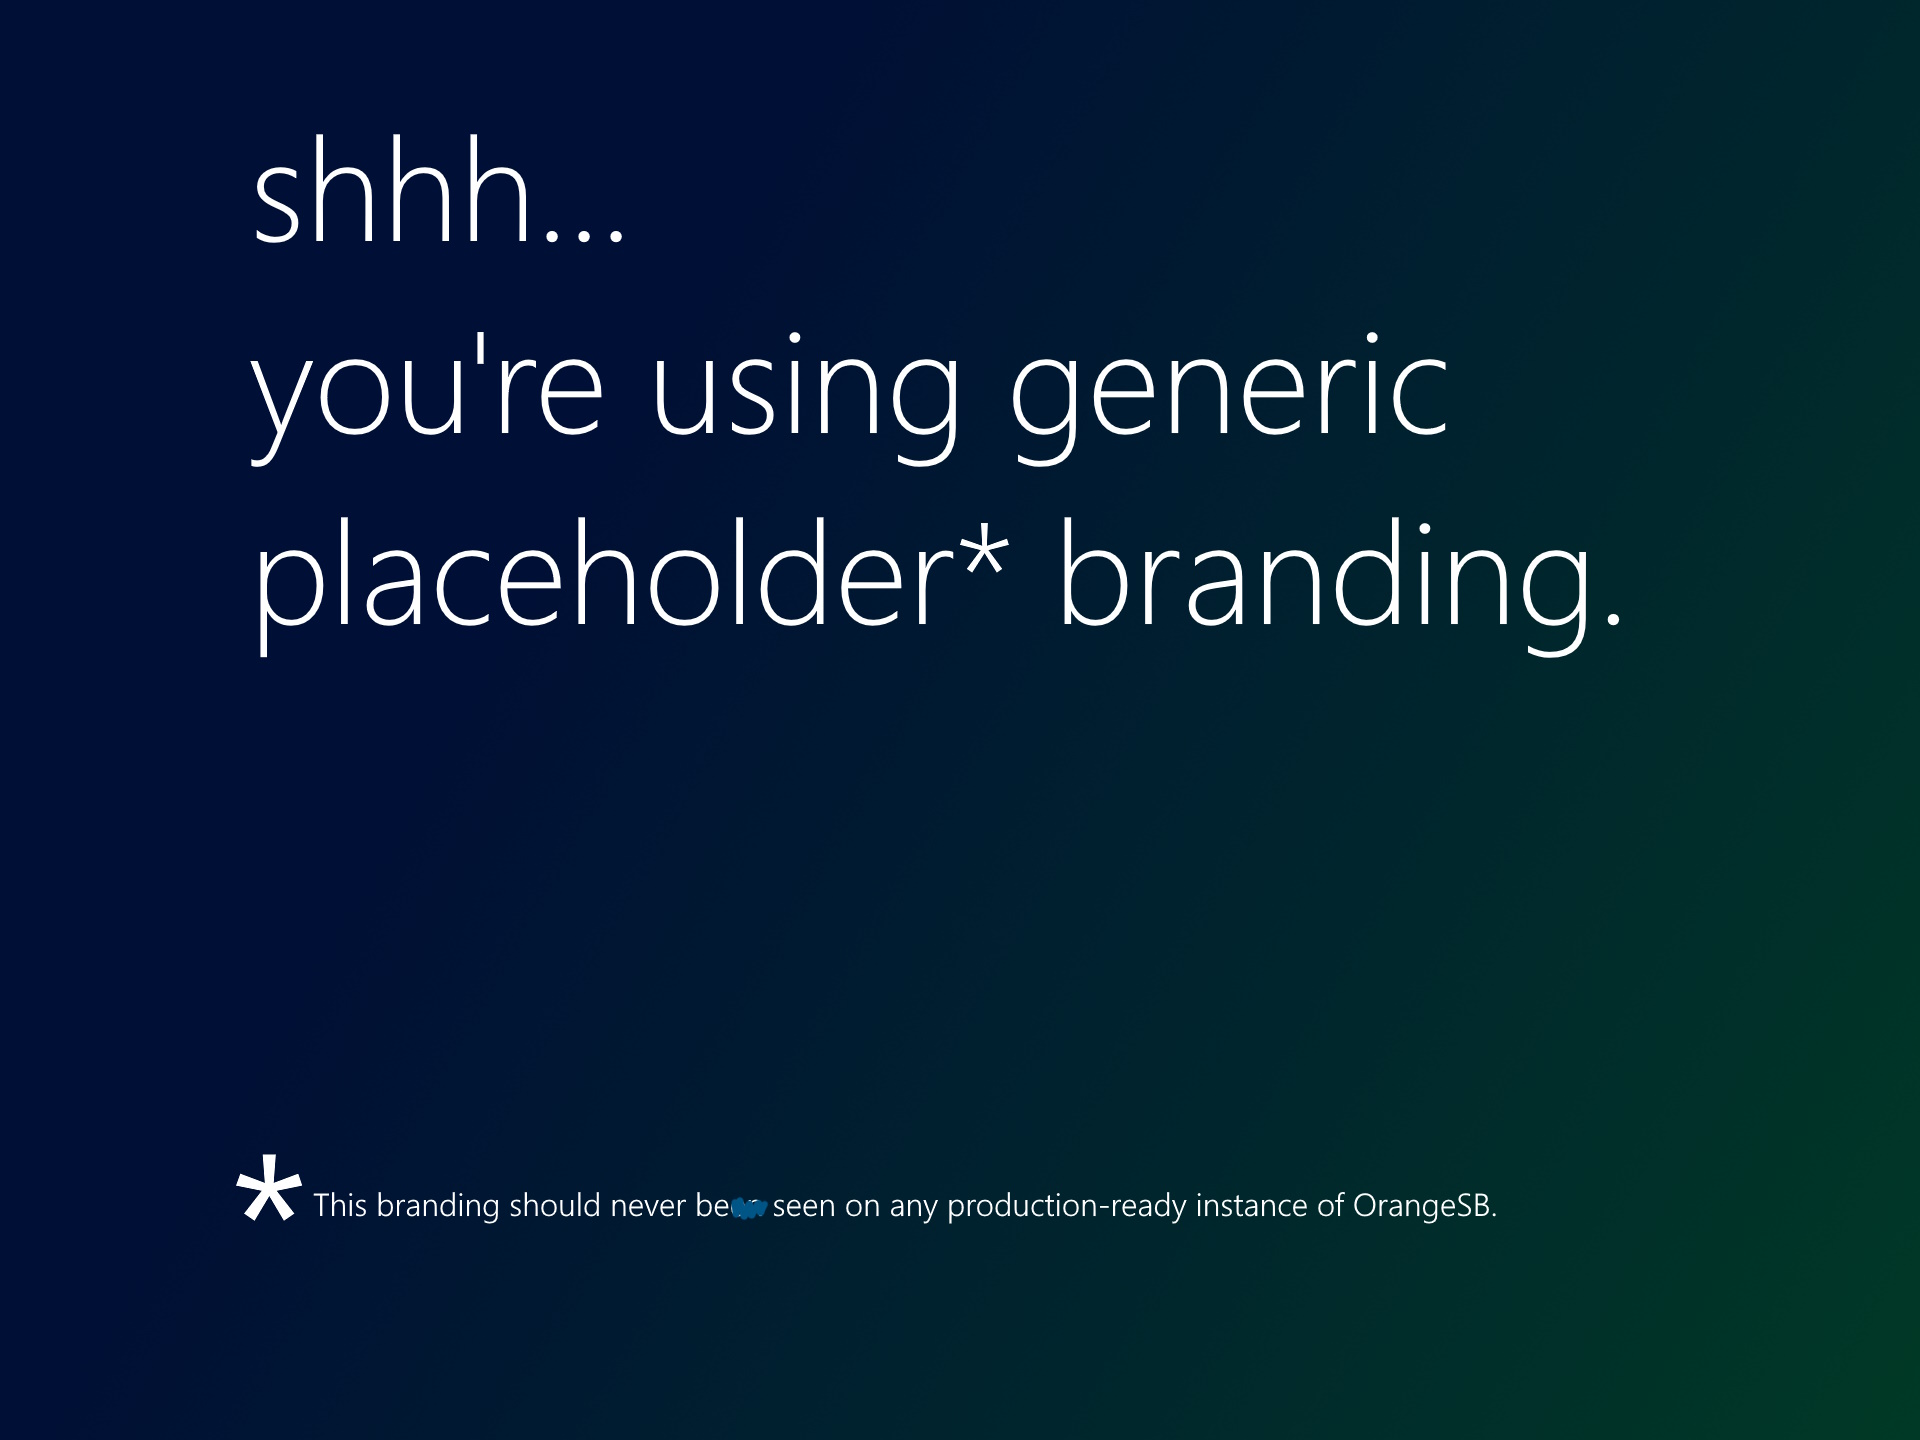 shhh...
you're using generic
placeholder* branding.
* This branding should never be seen on any production-ready instance of OrangeSB.